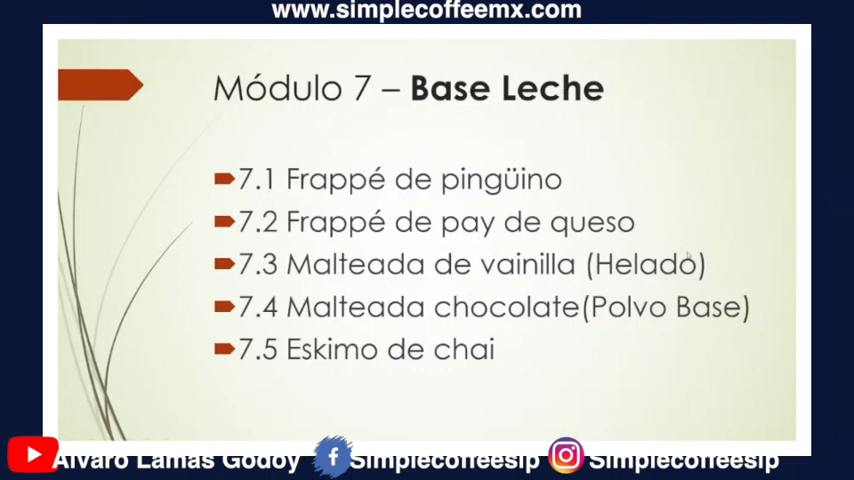 www.simplecoffeemx.com
Módulo 7 – Base Leche
7.1 Frappé de pingüino
7.2 Frappé de pay de queso
7.3 Malteada de vainilla (Helado)
7.4 Malteada chocolate(Polvo Base)
7.5 Eskimo de chai
Alvaro Lamas Godoy Simplecoffeeslp Simplecoffeeslp